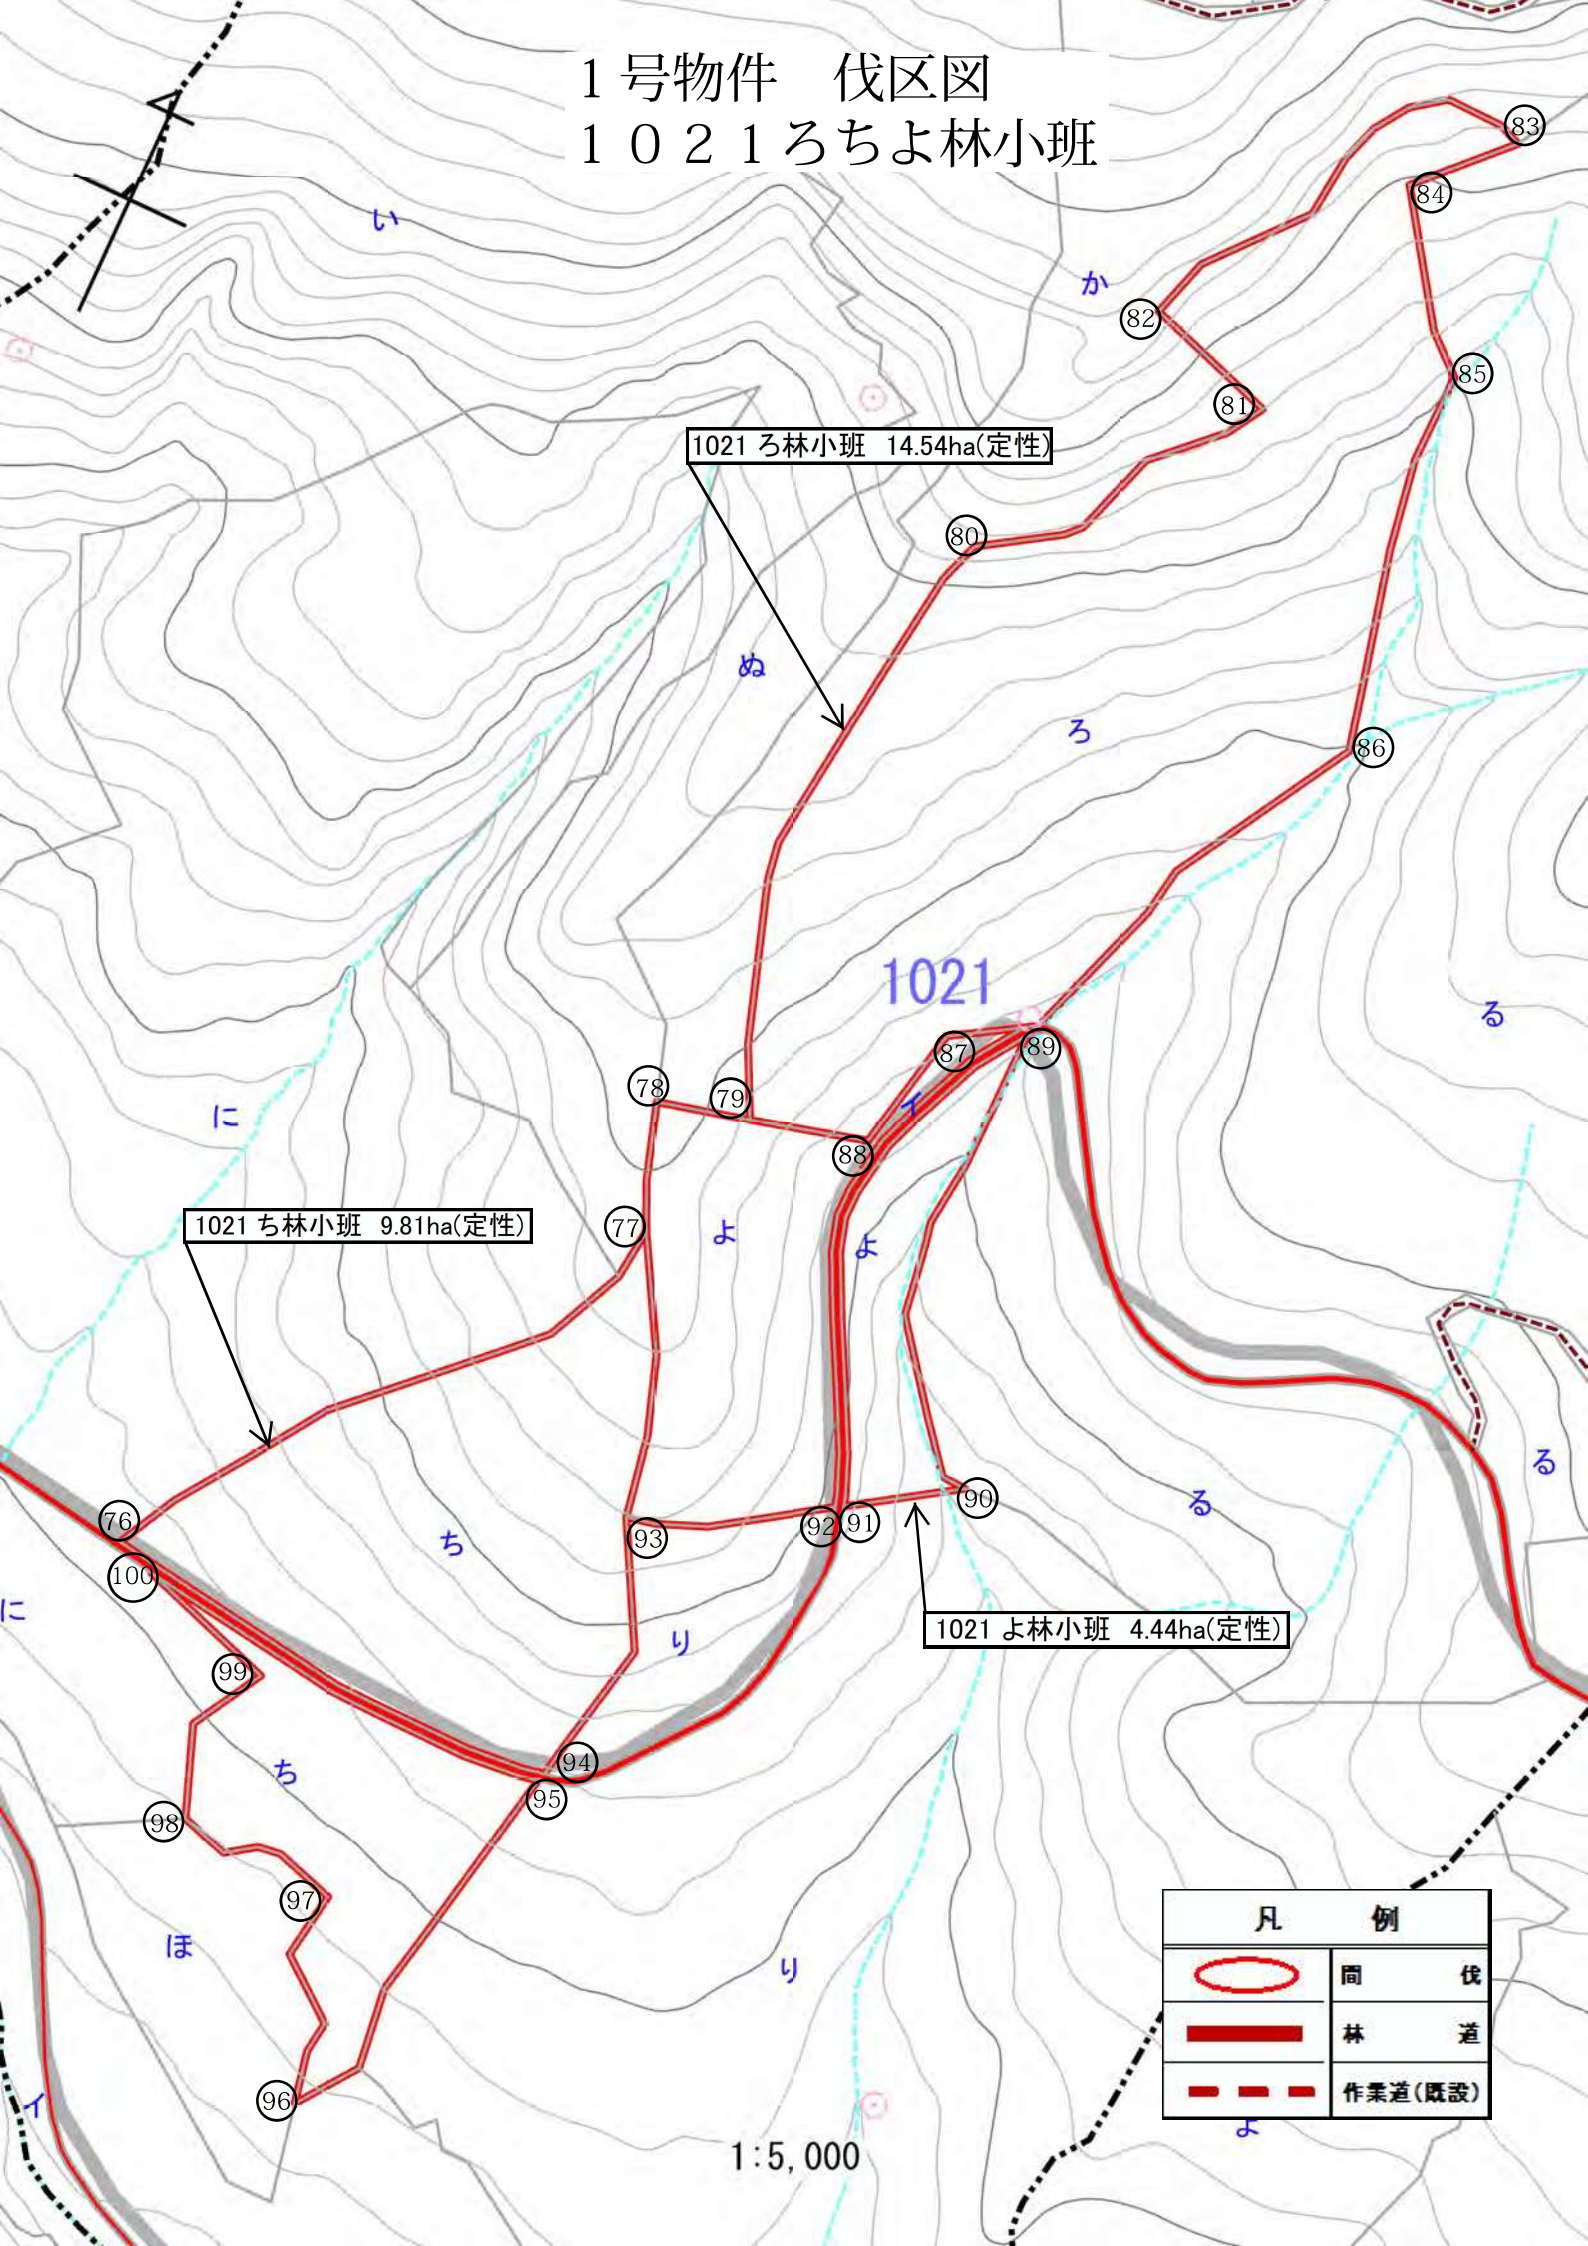 1号物件　伐区図
１０２１ろちよ林小班
83
84
い
か
82
85
81
1021 ろ林小班 14.54ha(定性)
80
ぬ
ろ
86
1021
る
87
89
78
79
イ
に
88
1021 ち林小班 9.81ha(定性)
77
よ
よ
る
90
る
76
92
91
93
ち
100
に
1021 よ林小班 4.44ha(定性)
り
99
94
ち
95
98
97
凡 例
ほ
り
間 伐
林 道
作業道(既設)
96
イ
よ
1:5,000